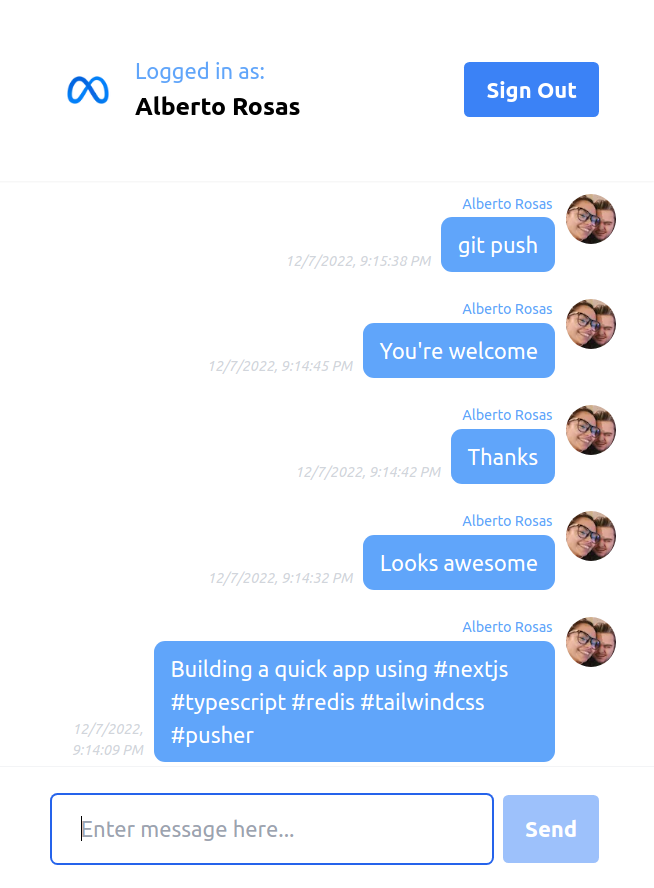 Logged in as:
Alberto Rosas
Sign Out
Alberto Rosas
git push
12/7/2022, 9:15:38 PM
Alberto Rosas
You're welcome
12/7/2022, 9:14:45 PM
Alberto Rosas
Thanks
12/7/2022, 9:14:42 PM
Alberto Rosas
Looks awesome
12/7/2022, 9:14:32 PM
Alberto Rosas
Building a quick app using #nextjs
#typescript #redis #tailwindcss
#pusher
12/7/2022,
9:14:09 PM
Enter message here...
Send